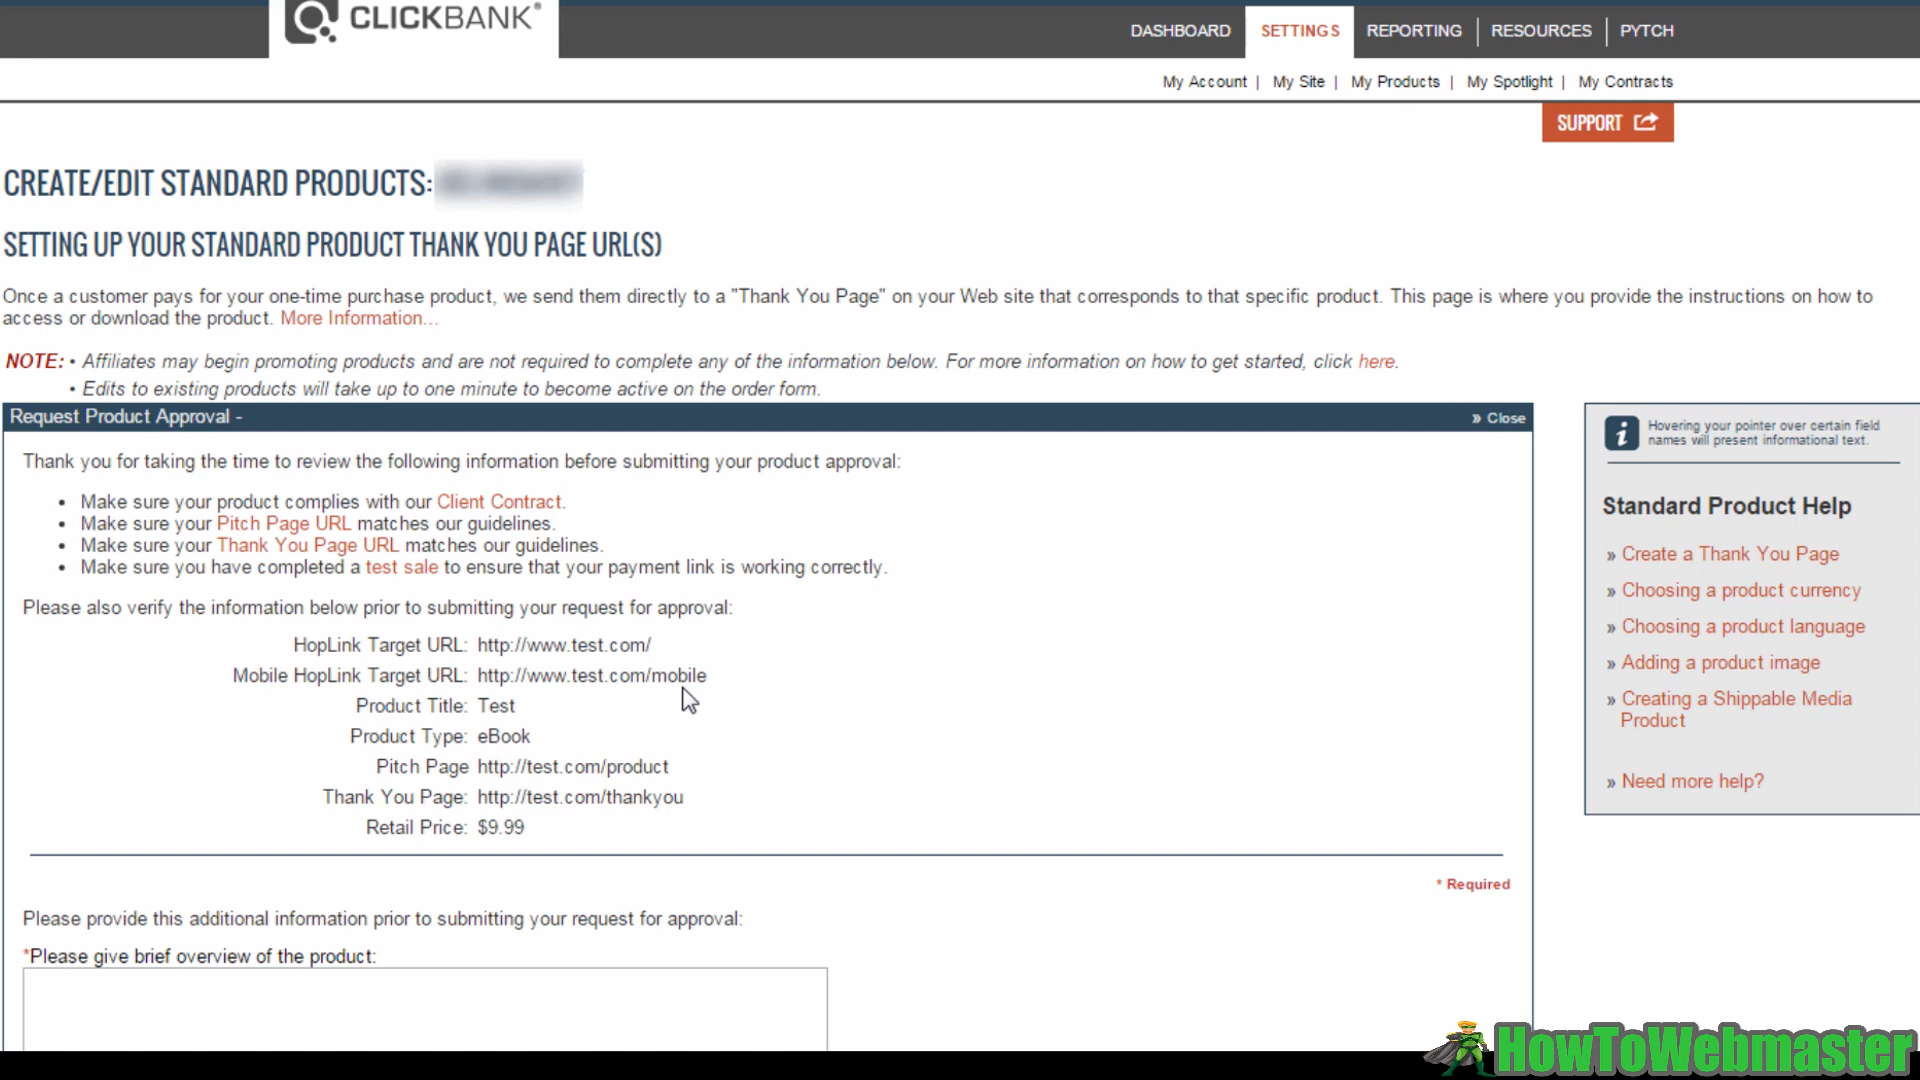 CLICKBANK®
DASHBOARD SETTINGS REPORTING RESOURCES PYTCH
My Account | My Site | My Products | My Spotlight | My Contracts
SUPPORT
CREATE/EDIT STANDARD PRODUCTS:
SETTING UP YOUR STANDARD PRODUCT THANK YOU PAGE URL(S)
Once a customer pays for your one-time purchase product, we send them directly to a "Thank You Page" on your Web site that corresponds to that specific product. This page is where you provide the instructions on how to
access or download the product. More Information...
NOTE: • Affiliates may begin promoting products and are not required to complete any of the information below. For more information on how to get started, click here.
• Edits to existing products will take up to one minute to become active on the order form.
Request Product Approval -
» Close
Thank you for taking the time to review the following information before submitting your product approval:
• Make sure your product complies with our Client Contract.
• Make sure your Pitch Page URL matches our guidelines.
• Make sure your Thank You Page URL matches our guidelines.
• Make sure you have completed a test sale to ensure that your payment link is working correctly.
Please also verify the information below prior to submitting your request for approval:
HopLink Target URL: http://www.test.com/
Mobile HopLink Target URL: http://www.test.com/mobile
Product Title: Test
Product Type: eBook
Pitch Page http://test.com/product
Thank You Page: http://test.com/thankyou
Retail Price: $9.99
* Required
Please provide this additional information prior to submitting your request for approval:
*Please give brief overview of the product:
i Hovering your pointer over certain field
names will present informational text.
Standard Product Help
» Create a Thank You Page
» Choosing a product currency
» Choosing a product language
» Adding a product image
» Creating a Shippable Media
Product
» Need more help?
HowToWebmaster